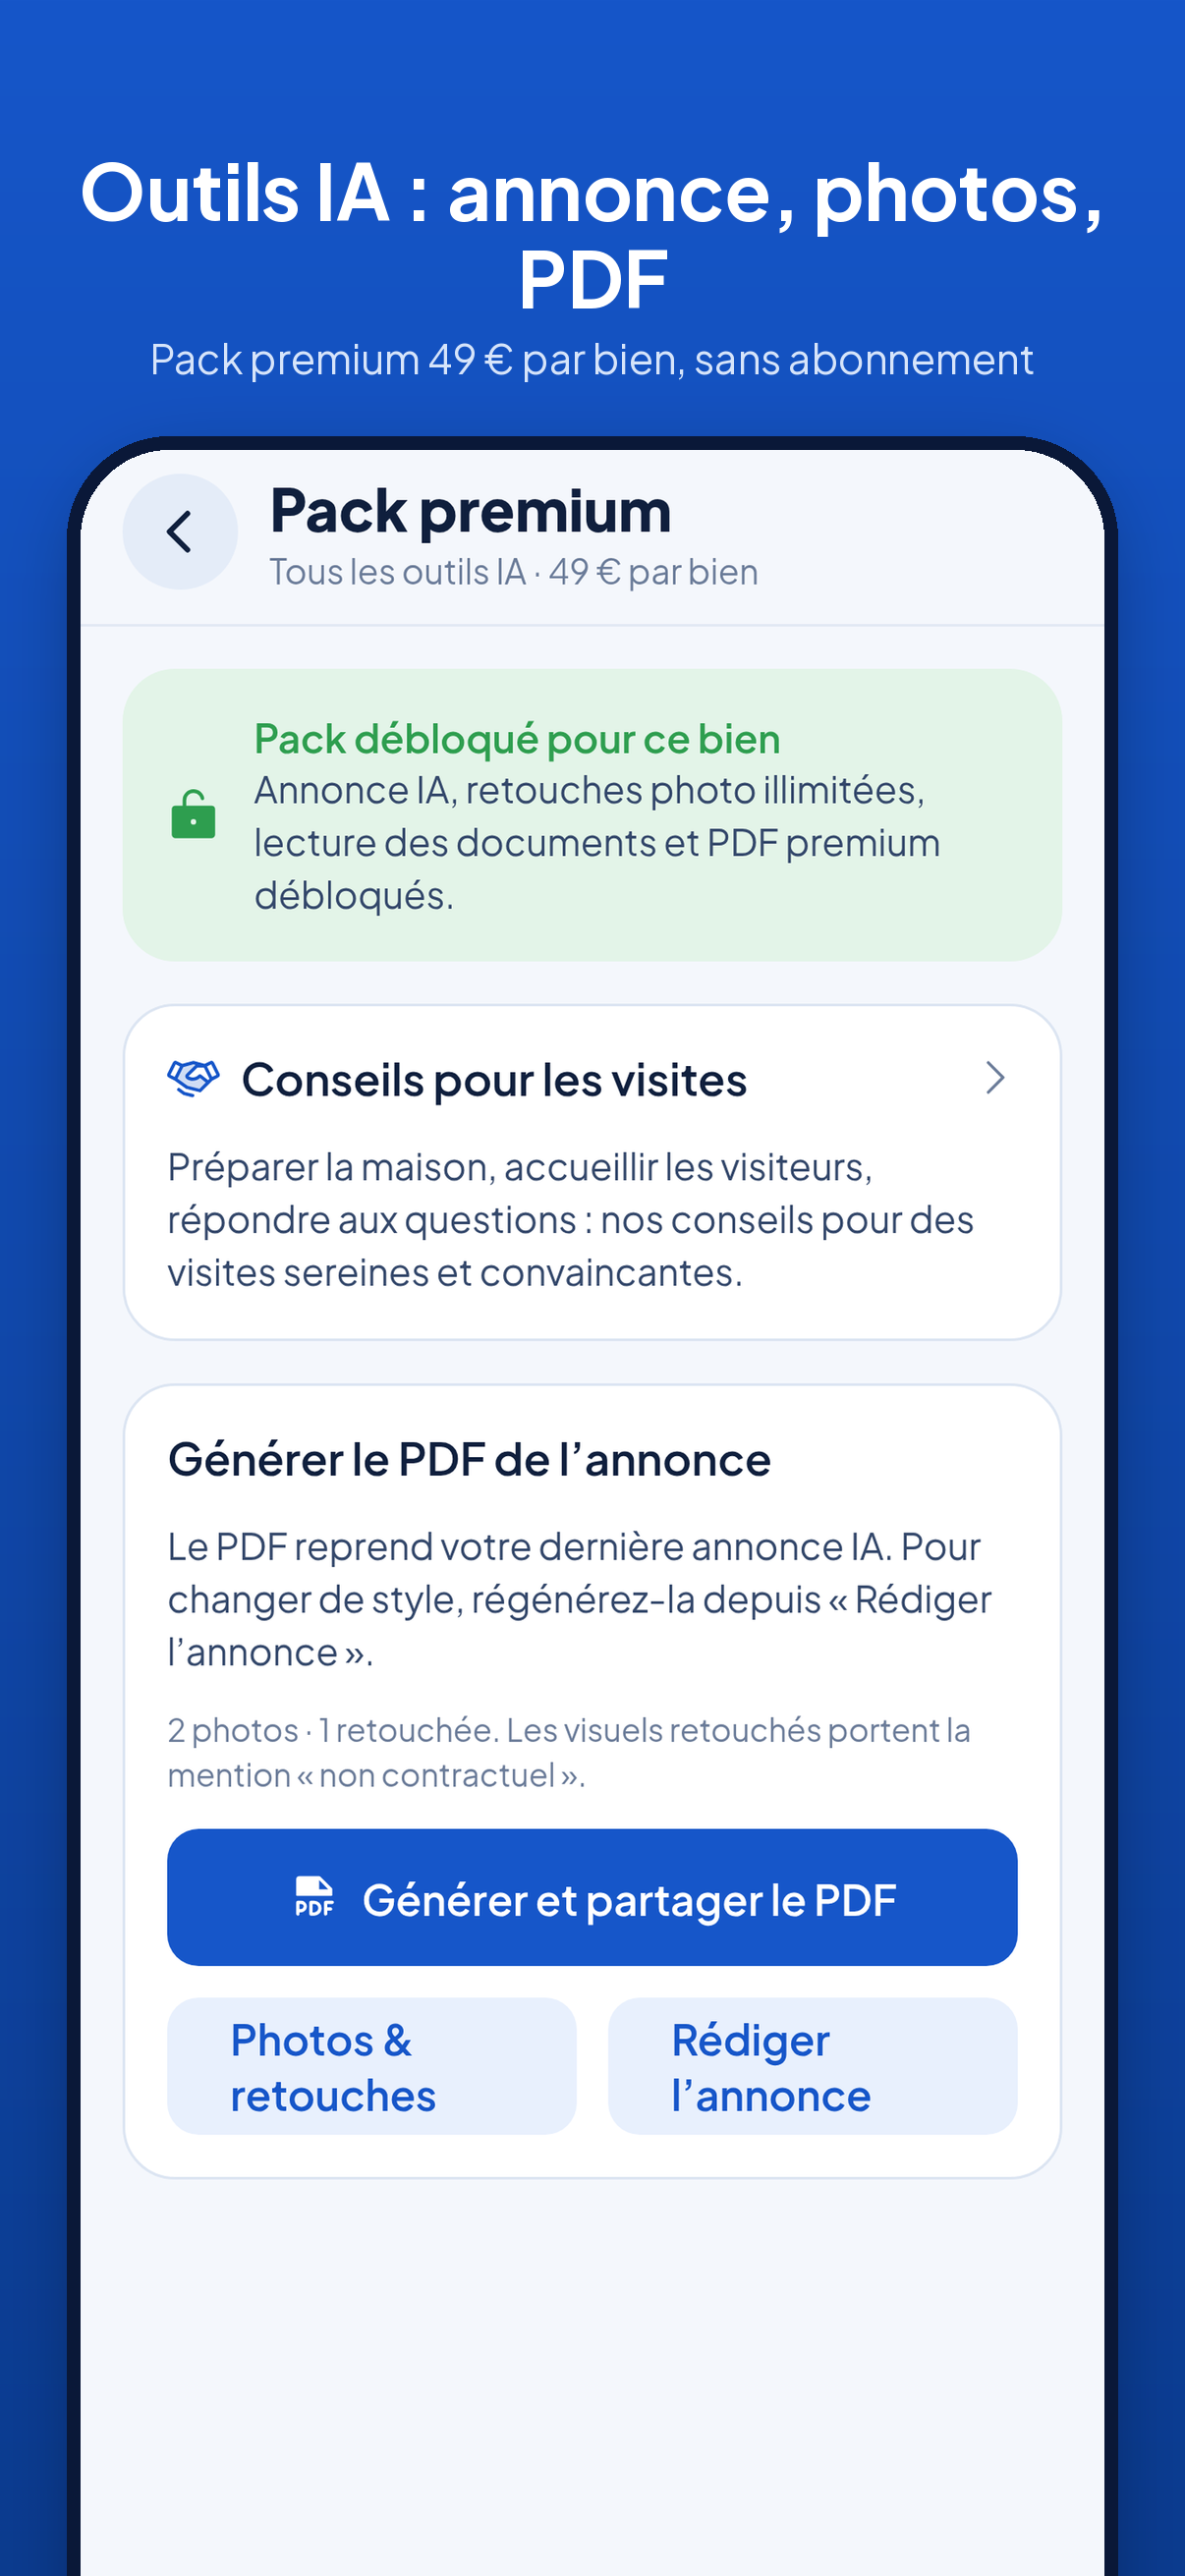 Outils IA : annonce, photos,
PDF
Pack premium 49 € par bien, sans abonnement
Pack premium
Tous les outils IA · 49 € par bien
Pack débloqué pour ce bien
Annonce IA, retouches photo illimitées,
lecture des documents et PDF premium
débloqués.
Conseils pour les visites
Préparer la maison, accueillir les visiteurs,
répondre aux questions : nos conseils pour des
visites sereines et convaincantes.
Générer le PDF de l’annonce
Le PDF reprend votre dernière annonce IA. Pour
changer de style, régénérez-la depuis « Rédiger
l’annonce ».
2 photos · 1 retouchée. Les visuels retouchés portent la
mention « non contractuel ».
PDF Générer et partager le PDF
Photos &
retouches
Rédiger
l’annonce